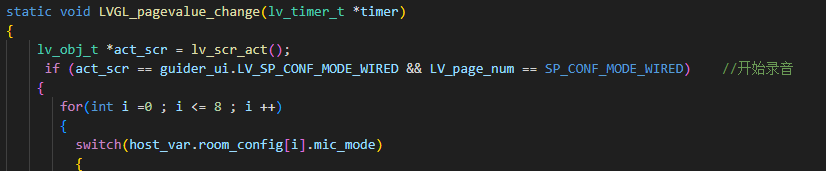 static void LVGL_pagevalue_change(lv_timer_t *timer)
{
lv_obj_t *act_scr = lv_scr_act();
if (act_scr == guider_ui.LV_SP_CONF_MODE_WIRED && LV_page_num == SP_CONF_MODE_WIRED) //开始录音
{
for(int i =0 ; i <= 8 ; i ++)
{
switch(host_var.room_config[i].mic_mode)
{